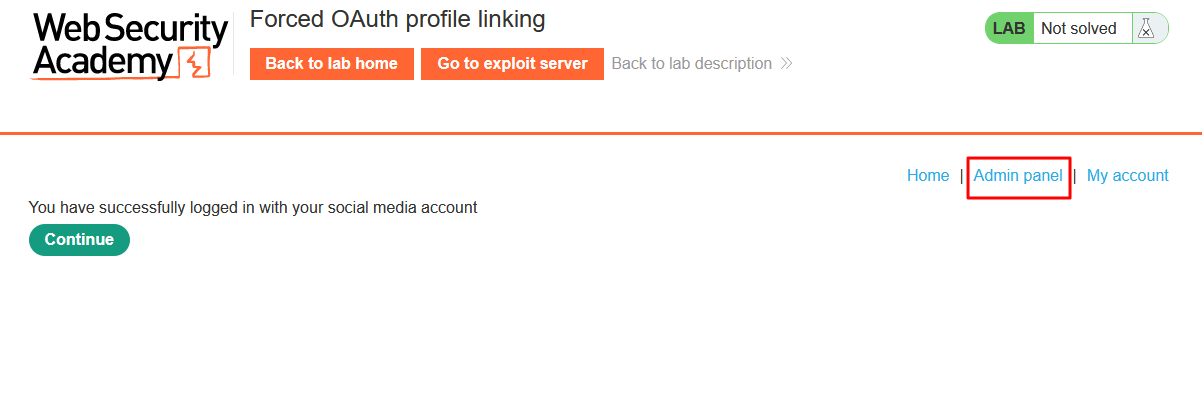 Web Security
Academy
Forced OAuth profile linking
Back to lab home
Go to exploit server
Back to lab description
LAB Not solved
Home | Admin panel | My account
You have successfully logged in with your social media account
Continue